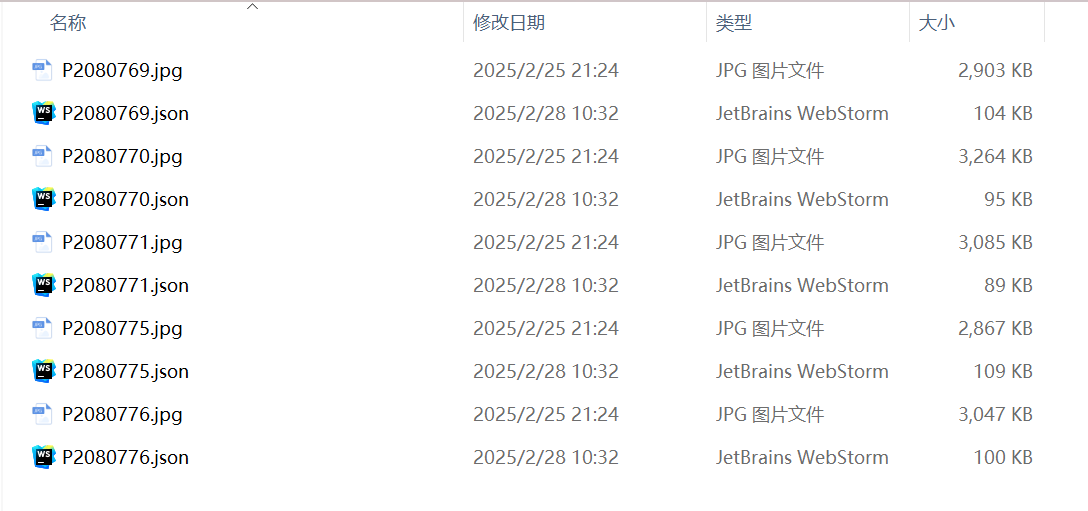 名称 修改日期 类型 大小
P2080769.jpg 2025/2/25 21:24 JPG 图片文件 2,903 KB
P2080769.json 2025/2/28 10:32 JetBrains WebStorm 104 KB
P2080770.jpg 2025/2/25 21:24 JPG 图片文件 3,264 KB
P2080770.json 2025/2/28 10:32 JetBrains WebStorm 95 KB
P2080771.jpg 2025/2/25 21:24 JPG 图片文件 3,085 KB
P2080771.json 2025/2/28 10:32 JetBrains WebStorm 89 KB
P2080775.jpg 2025/2/25 21:24 JPG 图片文件 2,867 KB
P2080775.json 2025/2/28 10:32 JetBrains WebStorm 109 KB
P2080776.jpg 2025/2/25 21:24 JPG 图片文件 3,047 KB
P2080776.json 2025/2/28 10:32 JetBrains WebStorm 100 KB